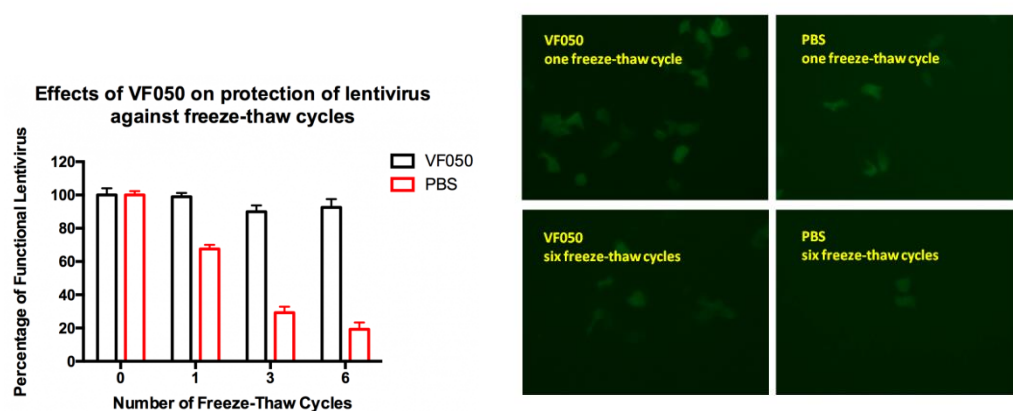 Effects of VF050 on protection of lentivirus
against freeze-thaw cycles
Percentage of Functional Lentivirus
120
100
80
60
40
20
0
0 1 3 6
Number of Freeze-Thaw Cycles
VF050
PBS
VF050
one freeze-thaw cycle
PBS
one freeze-thaw cycle
VF050
six freeze-thaw cycles
PBS
six freeze-thaw cycles